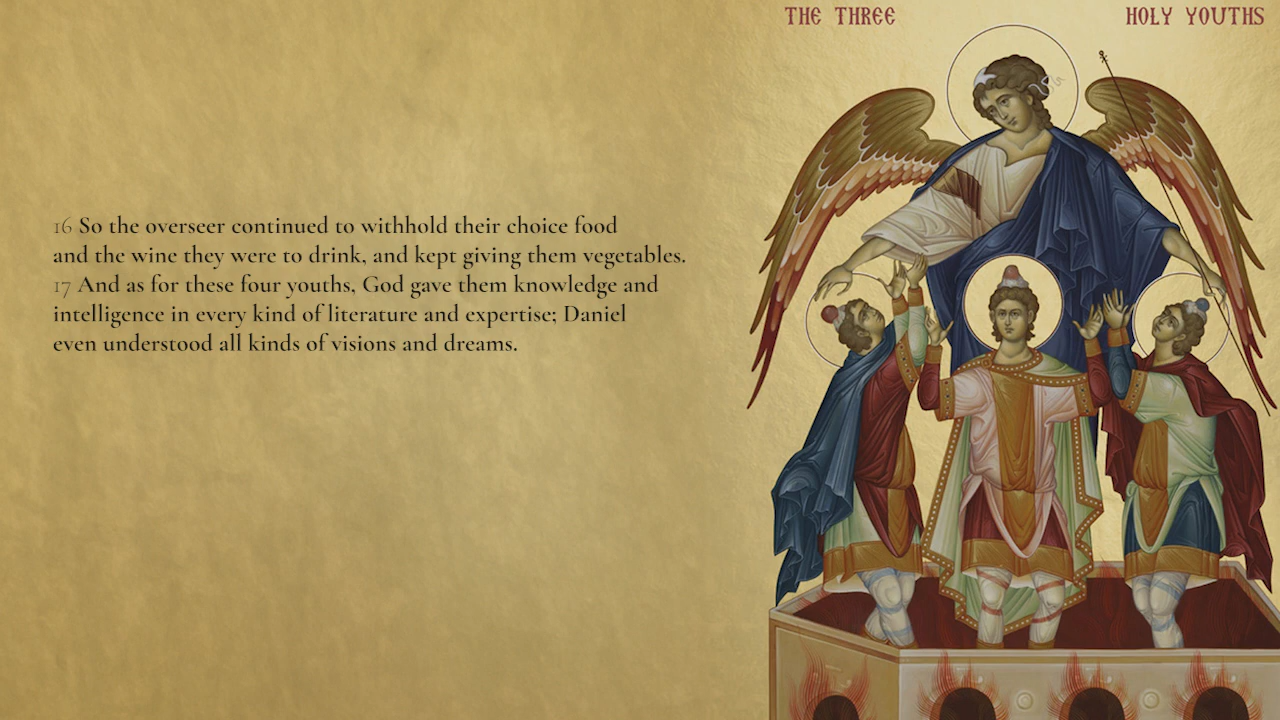 THE THREE HOLY YOUTHS
16 So the overseer continued to withhold their choice food
and the wine they were to drink, and kept giving them vegetables.
17 And as for these four youths, God gave them knowledge and
intelligence in every kind of literature and expertise; Daniel
even understood all kinds of visions and dreams.